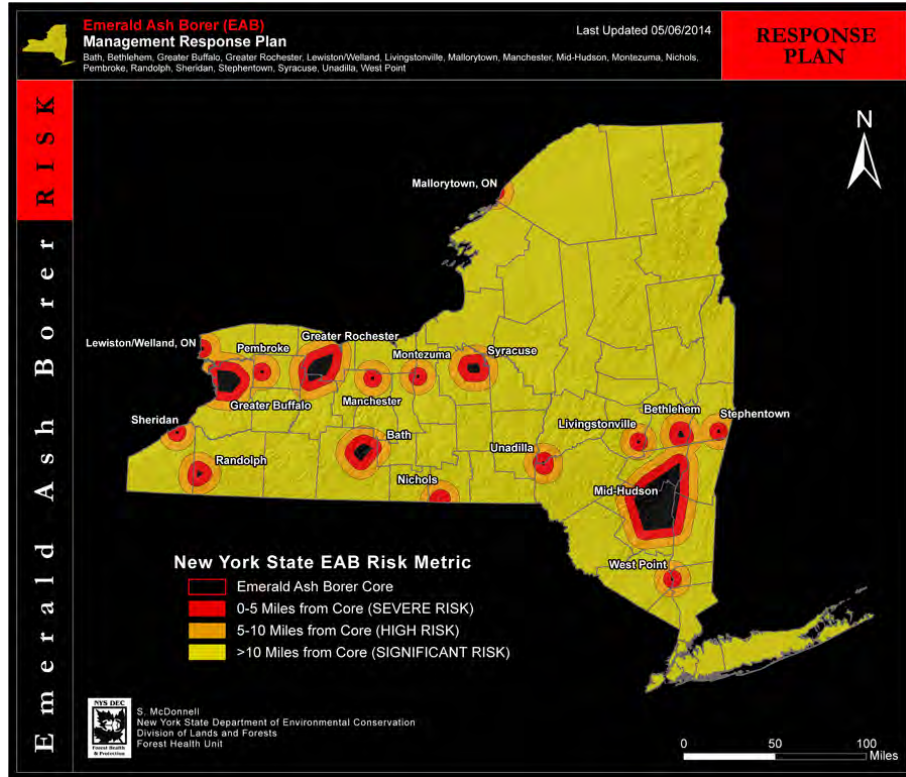 Emerald Ash Borer (EAB)
Management Response Plan
Bath, Bethlehem, Greater Buffalo, Greater Rochester, Lewiston/Welland, Livingstonville, Mallorytown, Manchester, Mid-Hudson, Montezuma, Nichols,
Pembroke, Randolph, Sheridan, Stephentown, Syracuse, Unadilla, West Point
Last Updated 05/06/2014
RESPONSE
PLAN
Emerald Ash Borer RISK
N
Mallorytown, ON
Lewiston/Welland, ON
Pembroke
Greater Rochester
Montezuma
Syracuse
Greater Buffalo
Manchester
Sheridan
Bath
Randolph
Nichols
Unadilla
Livingstonville
Bethlehem
Stephentown
Mid-Hudson
West Point
New York State EAB Risk Metric
Emerald Ash Borer Core
0-5 Miles from Core (SEVERE RISK)
5-10 Miles from Core (HIGH RISK)
>10 Miles from Core (SIGNIFICANT RISK)
NYS DEC
Forest Health
& Protection
S. McDonnell
New York State Department of Environmental Conservation
Division of Lands and Forests
Forest Health Unit
0 50 100
Miles